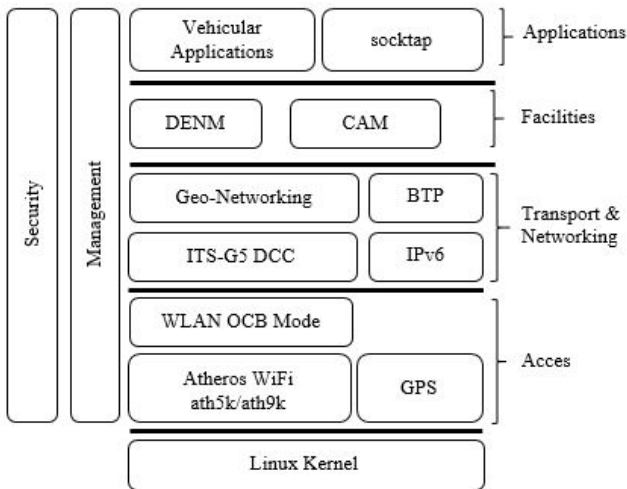 Security
Management
Vehicular
Applications
socktap
Applications
DENM
CAM
Facilities
Geo-Networking
BTP
ITS-G5 DCC
IPv6
Transport &
Networking
WLAN OCB Mode
Atheros WiFi
ath5k/ath9k
GPS
Acces
Linux Kernel